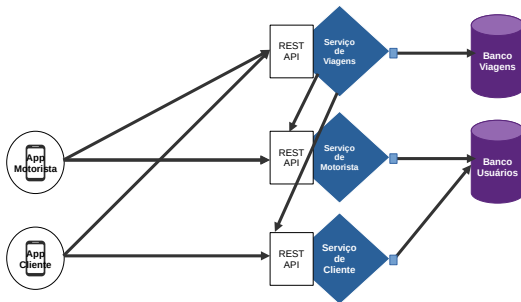 REST
API
Serviço
de
Viagens
Banco
Viagens
App
Motorista
REST
API
Serviço
de
Motorista
Banco
Usuários
App
Cliente
REST
API
Serviço
de
Cliente